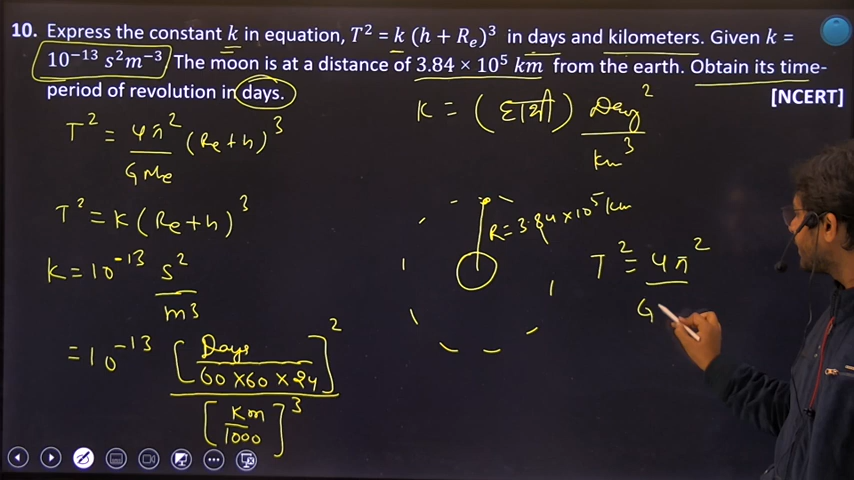 10. Express the constant k in equation, T² = k (h + Rₑ)³ in days and kilometers. Given k =
10⁻¹³ s²m⁻³ The moon is at a distance of 3.84 × 10⁵ km from the earth. Obtain its time-
period of revolution in days.
[NCERT]
T² = 4π²/GMe (Re+h)³
T² = K (Re+h)³
K = 10⁻¹³ s²/m3
= 10⁻¹³ [Days/60×60×24]² / [Km/1000]³
K = (हाथी) Day²/km³
R = 3.84 × 10⁵ km
T² = 4π²/G